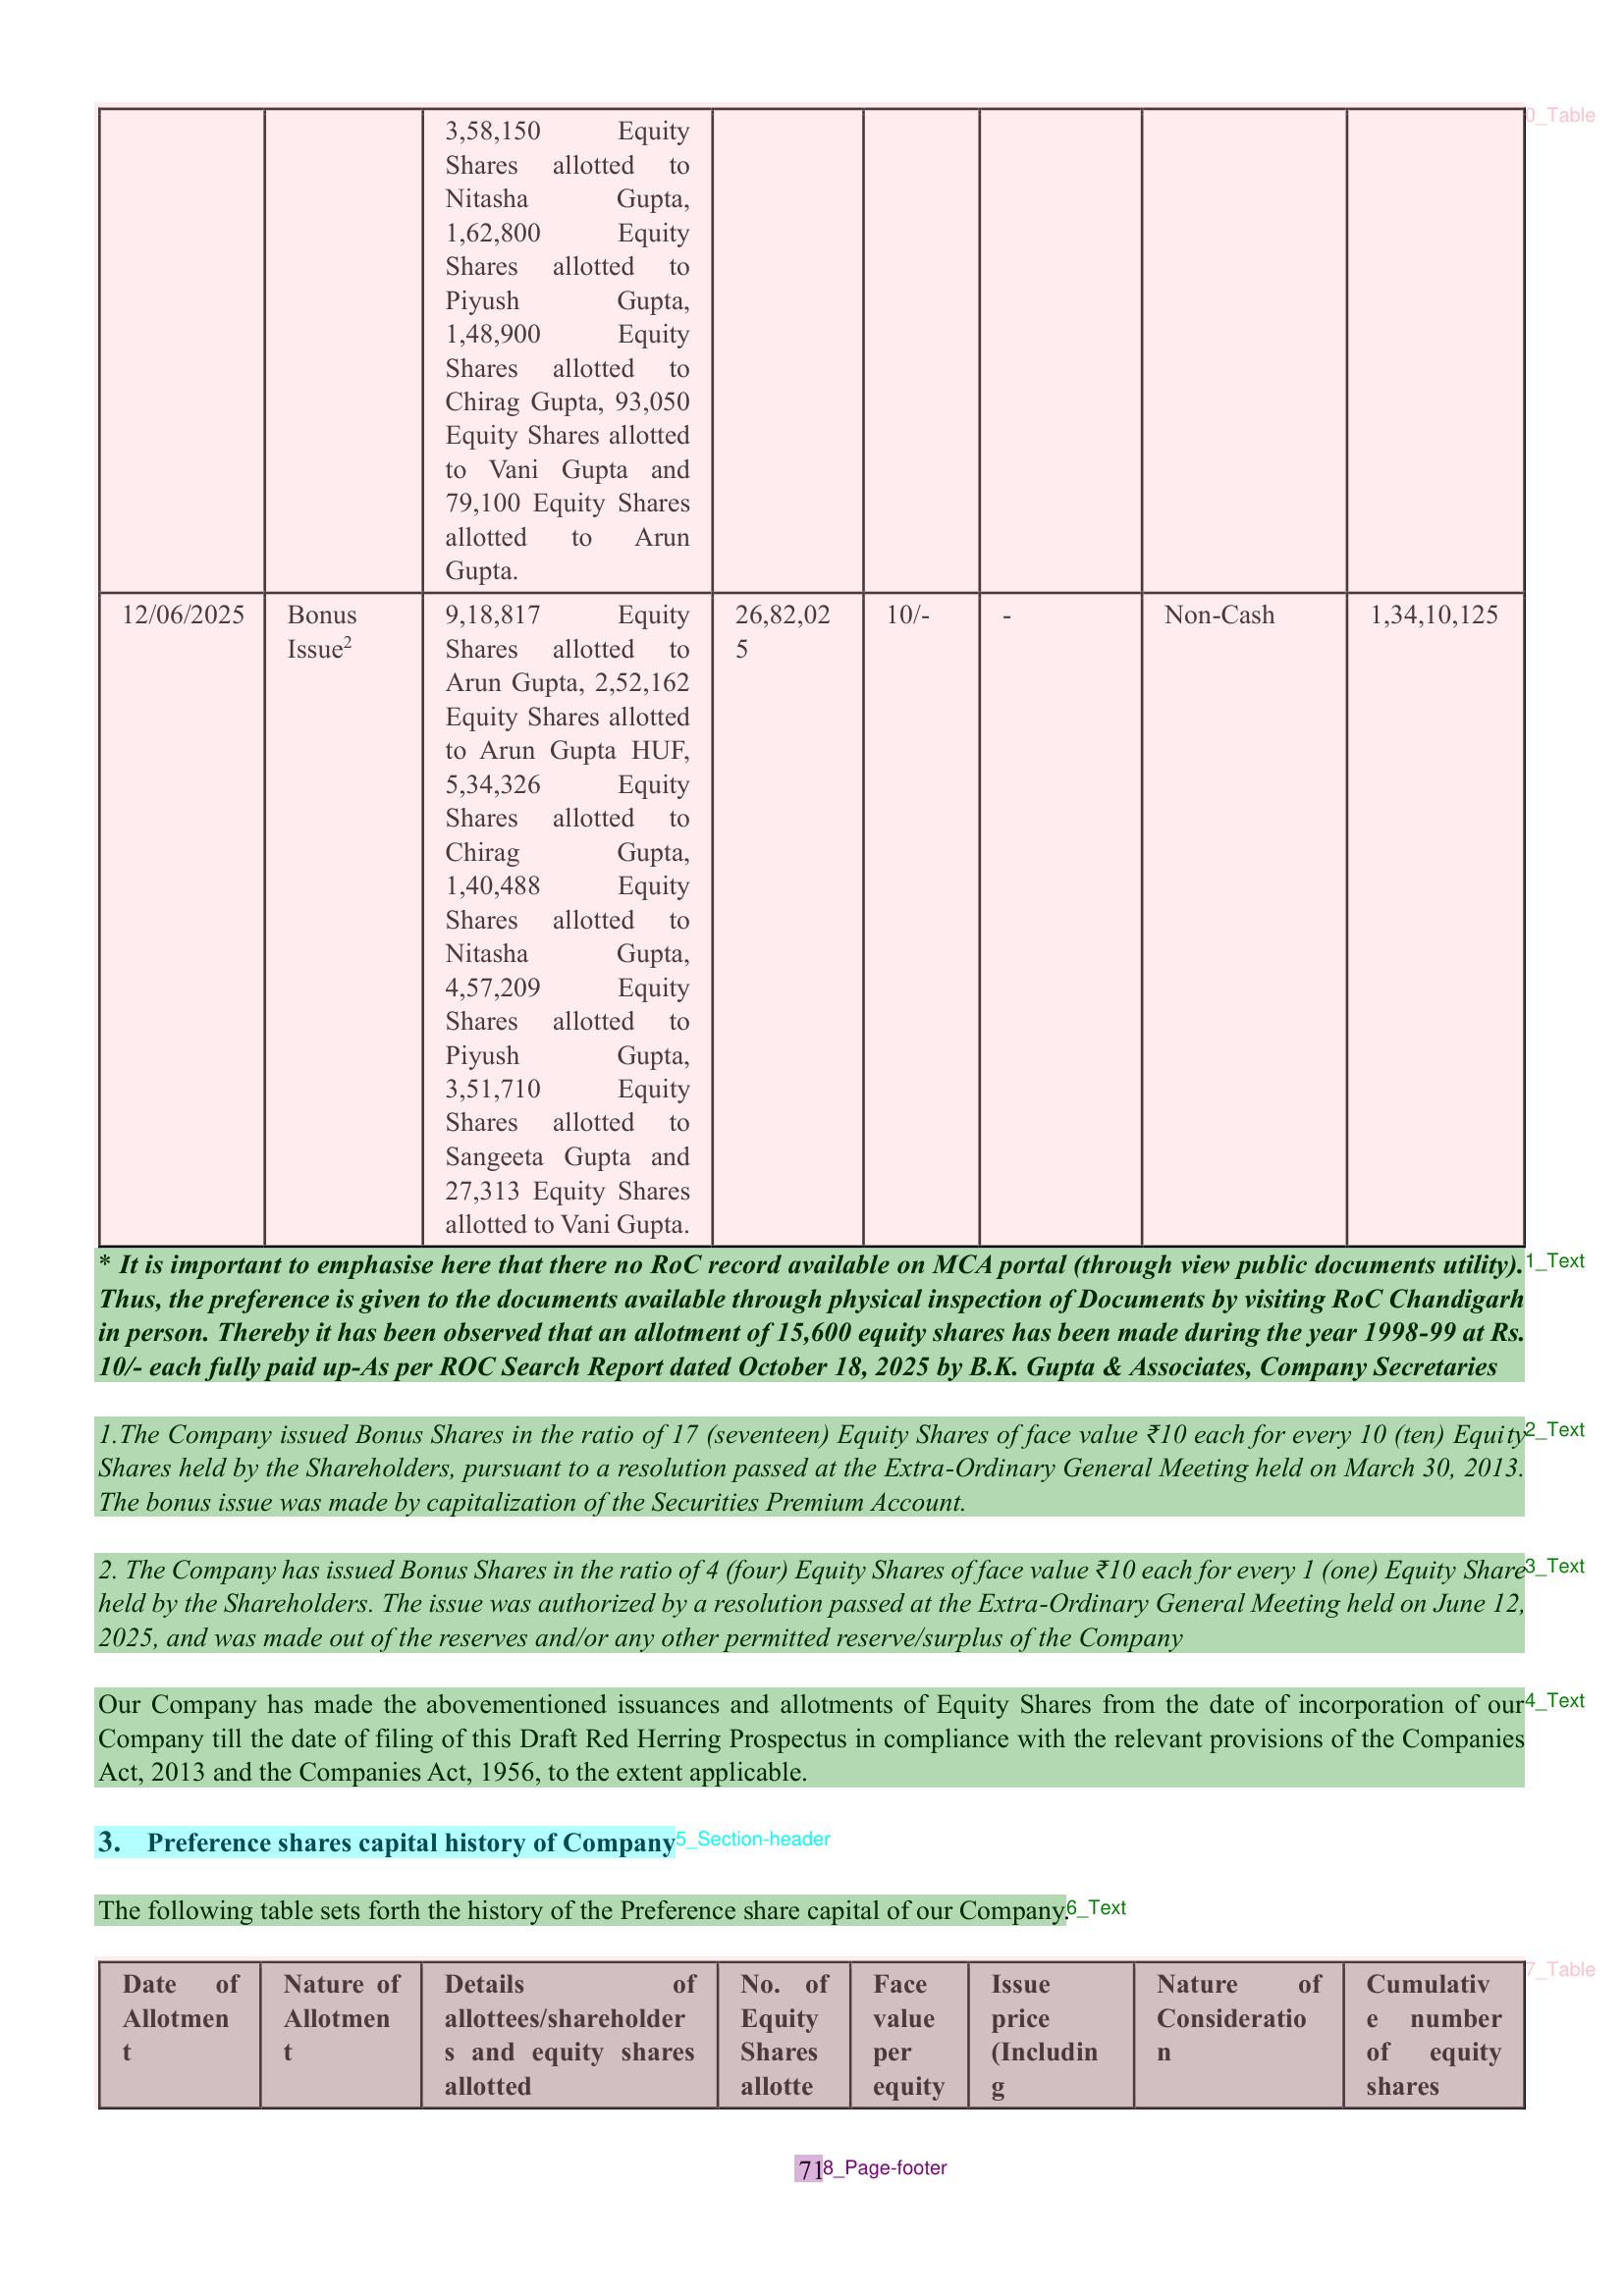 0_Table
3,58,150 Equity
Shares allotted to
Nitasha Gupta,
1,62,800 Equity
Shares allotted to
Piyush Gupta,
1,48,900 Equity
Shares allotted to
Chirag Gupta, 93,050
Equity Shares allotted
to Vani Gupta and
79,100 Equity Shares
allotted to Arun
Gupta.
12/06/2025
Bonus
Issue²
9,18,817 Equity
Shares allotted to
Arun Gupta, 2,52,162
Equity Shares allotted
to Arun Gupta HUF,
5,34,326 Equity
Shares allotted to
Chirag Gupta,
1,40,488 Equity
Shares allotted to
Nitasha Gupta,
4,57,209 Equity
Shares allotted to
Piyush Gupta,
3,51,710 Equity
Shares allotted to
Sangeeta Gupta and
27,313 Equity Shares
allotted to Vani Gupta.
26,82,02
5
10/-
-
Non-Cash
1,34,10,125
* It is important to emphasise here that there no RoC record available on MCA portal (through view public documents utility). 1_Text
Thus, the preference is given to the documents available through physical inspection of Documents by visiting RoC Chandigarh
in person. Thereby it has been observed that an allotment of 15,600 equity shares has been made during the year 1998-99 at Rs.
10/- each fully paid up-As per ROC Search Report dated October 18, 2025 by B.K. Gupta & Associates, Company Secretaries
1.The Company issued Bonus Shares in the ratio of 17 (seventeen) Equity Shares of face value ₹10 each for every 10 (ten) Equity 2_Text
Shares held by the Shareholders, pursuant to a resolution passed at the Extra-Ordinary General Meeting held on March 30, 2013.
The bonus issue was made by capitalization of the Securities Premium Account.
2. The Company has issued Bonus Shares in the ratio of 4 (four) Equity Shares of face value ₹10 each for every 1 (one) Equity Share 3_Text
held by the Shareholders. The issue was authorized by a resolution passed at the Extra-Ordinary General Meeting held on June 12,
2025, and was made out of the reserves and/or any other permitted reserve/surplus of the Company
Our Company has made the abovementioned issuances and allotments of Equity Shares from the date of incorporation of our 4_Text
Company till the date of filing of this Draft Red Herring Prospectus in compliance with the relevant provisions of the Companies
Act, 2013 and the Companies Act, 1956, to the extent applicable.
3. Preference shares capital history of Company 5_Section-header
The following table sets forth the history of the Preference share capital of our Company. 6_Text
7_Table
Date of
Allotmen
t
Nature of
Allotmen
t
Details of
allottees/shareholder
s and equity shares
allotted
No. of
Equity
Shares
allotte
Face
value
per
equity
Issue
price
(Includin
g
Nature of
Consideratio
n
Cumulativ
e number
of equity
shares
71 8_Page-footer